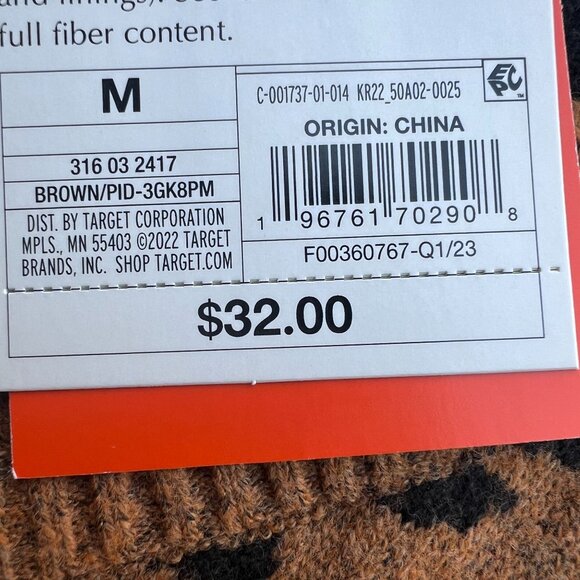 full fiber content.
M
316 03 2417
BROWN/PID-3GK8PM
DIST. BY TARGET CORPORATION
MPLS., MN 55403 ©2022 TARGET
BRANDS, INC. SHOP TARGET.COM
C-001737-01-014 KR22_50A02-0025
EPC™
ORIGIN: CHINA
1 96761 70290 8
F00360767-Q1/23
$32.00